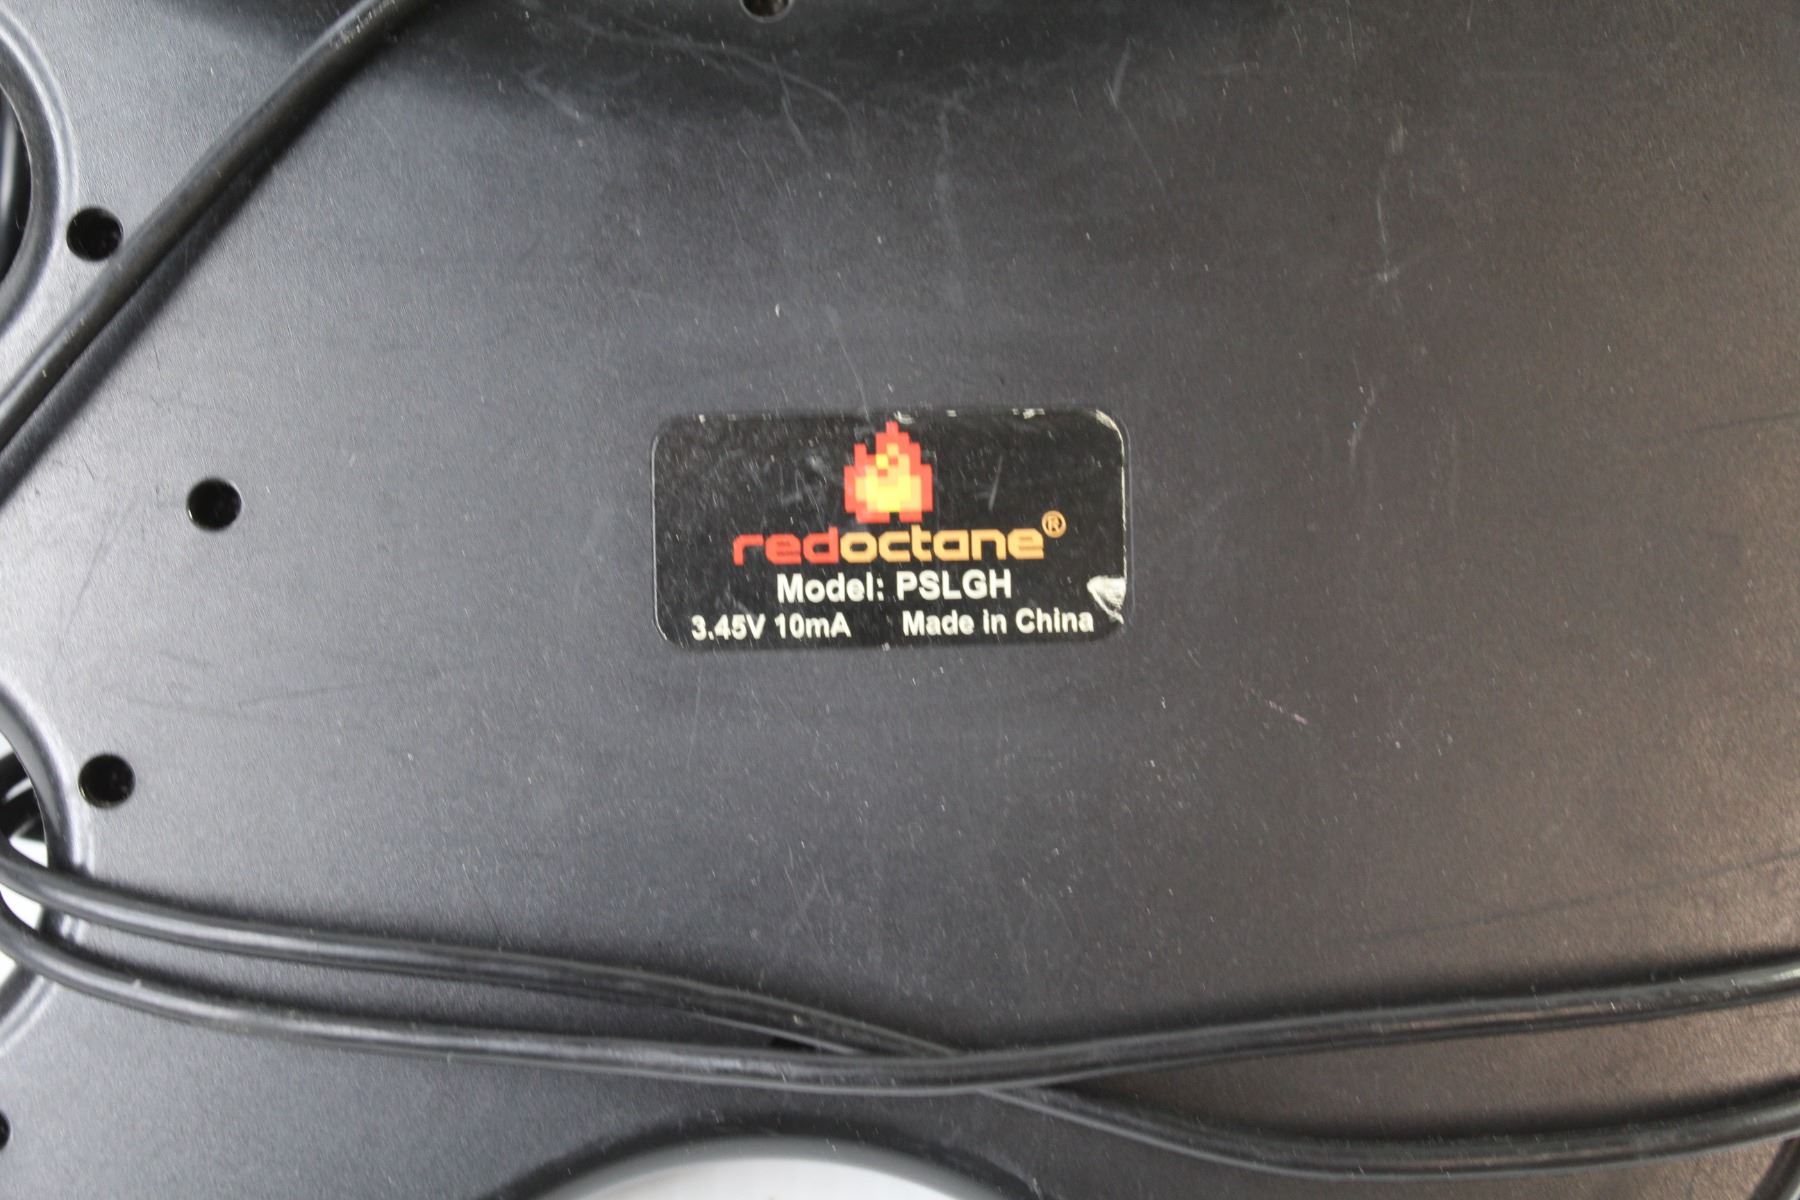 redoctane®
Model: PSLGH
3.45V 10mA Made in China